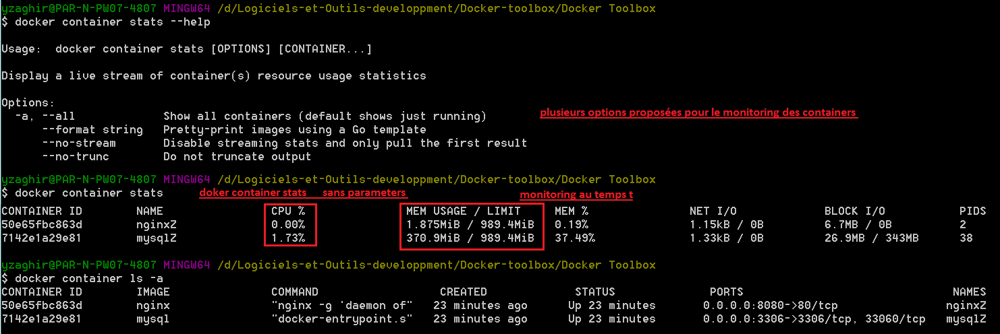 yzaghir@PAR-N-PW07-4807 MINGW64 /d/Logiciels-et-Outils-developpment/Docker-toolbox/Docker Toolbox
$ docker container stats --help
Usage:  docker container stats [OPTIONS] [CONTAINER...]
Display a live stream of container(s) resource usage statistics
Options:
  -a, --all             Show all containers (default shows just running) plusieurs options proposées pour le monitoring des containers
      --format string   Pretty-print images using a Go template
      --no-stream       Disable streaming stats and only pull the first result
      --no-trunc        Do not truncate output
yzaghir@PAR-N-PW07-4807 MINGW64 /d/Logiciels-et-Outils-developpment/Docker-toolbox/Docker Toolbox
$ docker container stats doker container stats sans parameters monitoring au temps t
CONTAINER ID        NAME                CPU %               MEM USAGE / LIMIT     MEM %               NET I/O             BLOCK I/O           PIDS
50e65fbc863d        nginxZ              0.00%               1.875MiB / 989.4MiB   0.19%               1.15kB / 0B         6.7MB / 0B          2
7142e1a29e81        mysqlZ              1.73%               370.9MiB / 989.4MiB   37.49%              1.33kB / 0B         26.9MB / 343MB      38
yzaghir@PAR-N-PW07-4807 MINGW64 /d/Logiciels-et-Outils-developpment/Docker-toolbox/Docker Toolbox
$ docker container ls -a
CONTAINER ID        IMAGE               COMMAND                  CREATED             STATUS              PORTS                               NAMES
50e65fbc863d        nginx               "nginx -g 'daemon of"    23 minutes ago      Up 23 minutes       0.0.0.0:8080->80/tcp                nginxZ
7142e1a29e81        mysql               "docker-entrypoint.s"    23 minutes ago      Up 23 minutes       0.0.0.0:3306->3306/tcp, 33060/tcp   mysqlZ